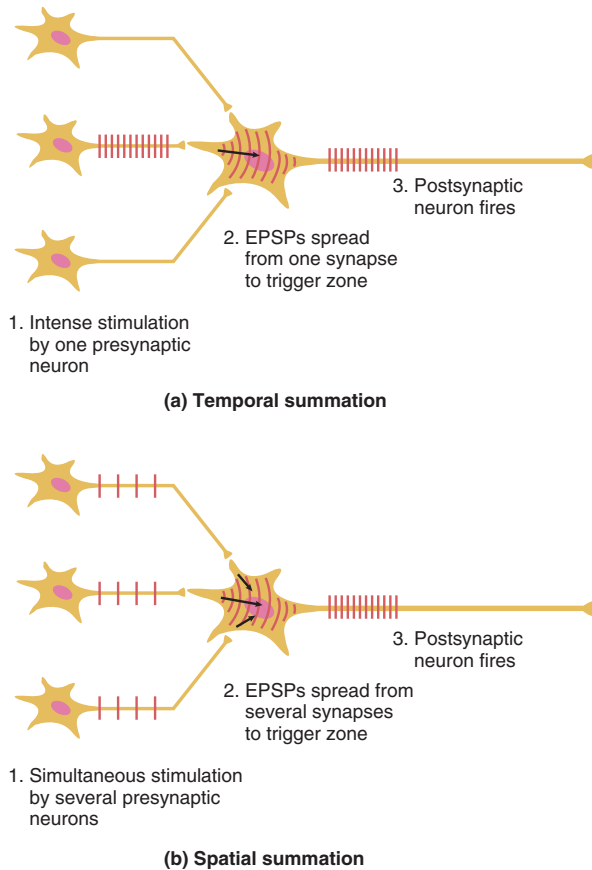 3. Postsynaptic
neuron fires
2. EPSPs spread
from one synapse
to trigger zone
1. Intense stimulation
by one presynaptic
neuron
(a) Temporal summation
3. Postsynaptic
neuron fires
2. EPSPs spread from
several synapses
to trigger zone
1. Simultaneous stimulation
by several presynaptic
neurons
(b) Spatial summation